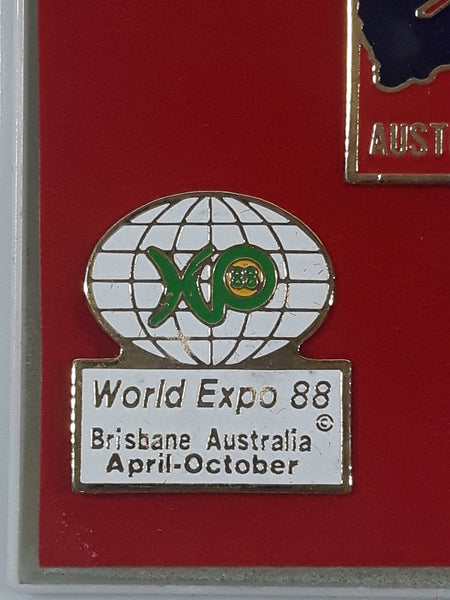 AUST
XPO
88
World Expo 88
©
Brisbane Australia
April-October